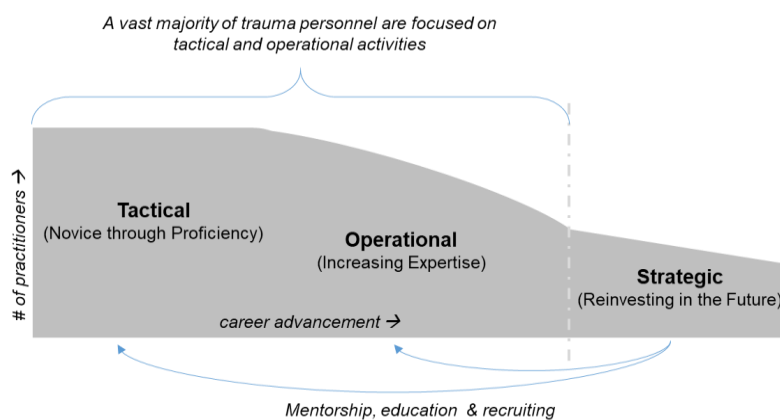 A vast majority of trauma personnel are focused on
tactical and operational activities
# of practitioners →
Tactical
(Novice through Proficiency)
Operational
(Increasing Expertise)
Strategic
(Reinvesting in the Future)
career advancement →
Mentorship, education & recruiting